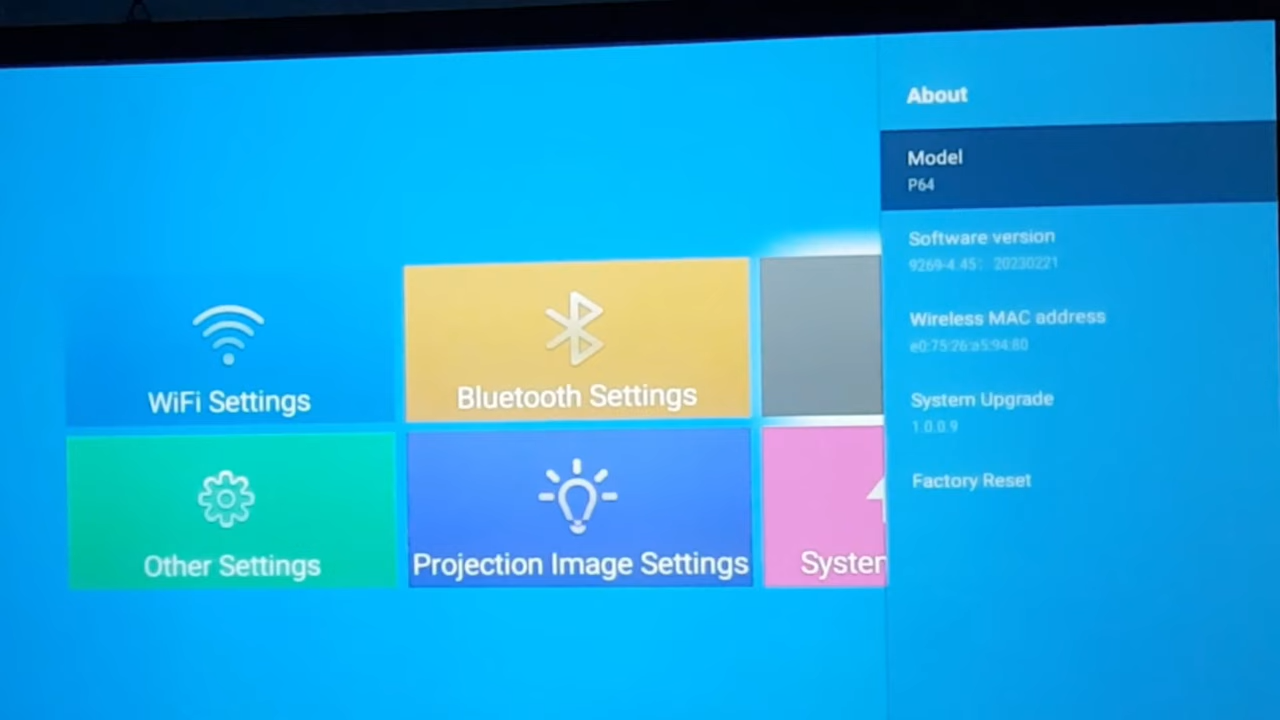 About
Model
P64
Software version
9269-4.45: 20230221
Wireless MAC address
e0:75:26:a5:94:80
System Upgrade
1.0.0.9
Factory Reset
WiFi Settings
Bluetooth Settings
Other Settings
Projection Image Settings
System